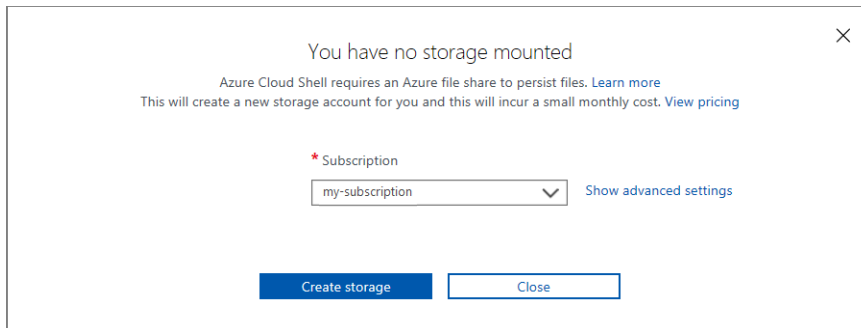 You have no storage mounted
Azure Cloud Shell requires an Azure file share to persist files. Learn more
This will create a new storage account for you and this will incur a small monthly cost. View pricing
* Subscription
my-subscription
Show advanced settings
Create storage
Close